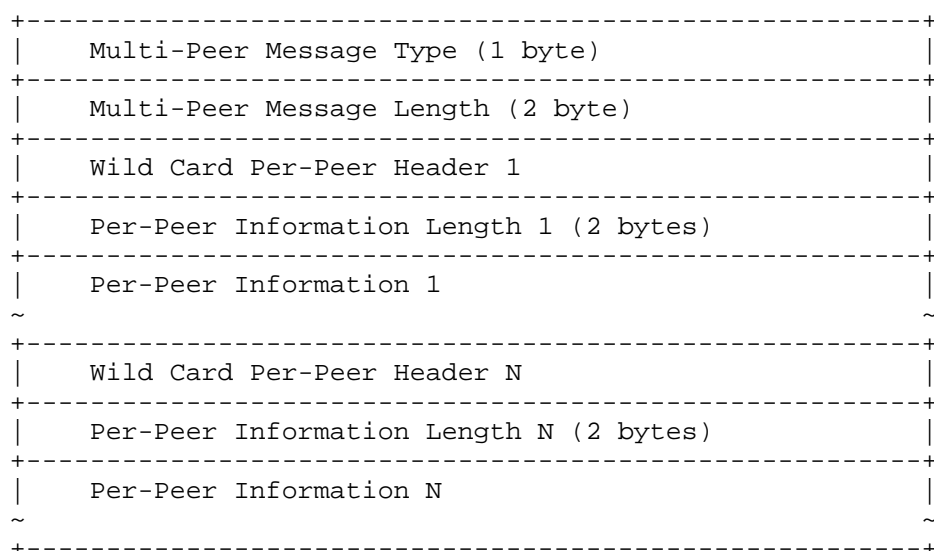 Multi-Peer Message Type (1 byte)
Multi-Peer Message Length (2 byte)
Wild Card Per-Peer Header 1
Per-Peer Information Length 1 (2 bytes)
Per-Peer Information 1
Wild Card Per-Peer Header N
Per-Peer Information Length N (2 bytes)
Per-Peer Information N